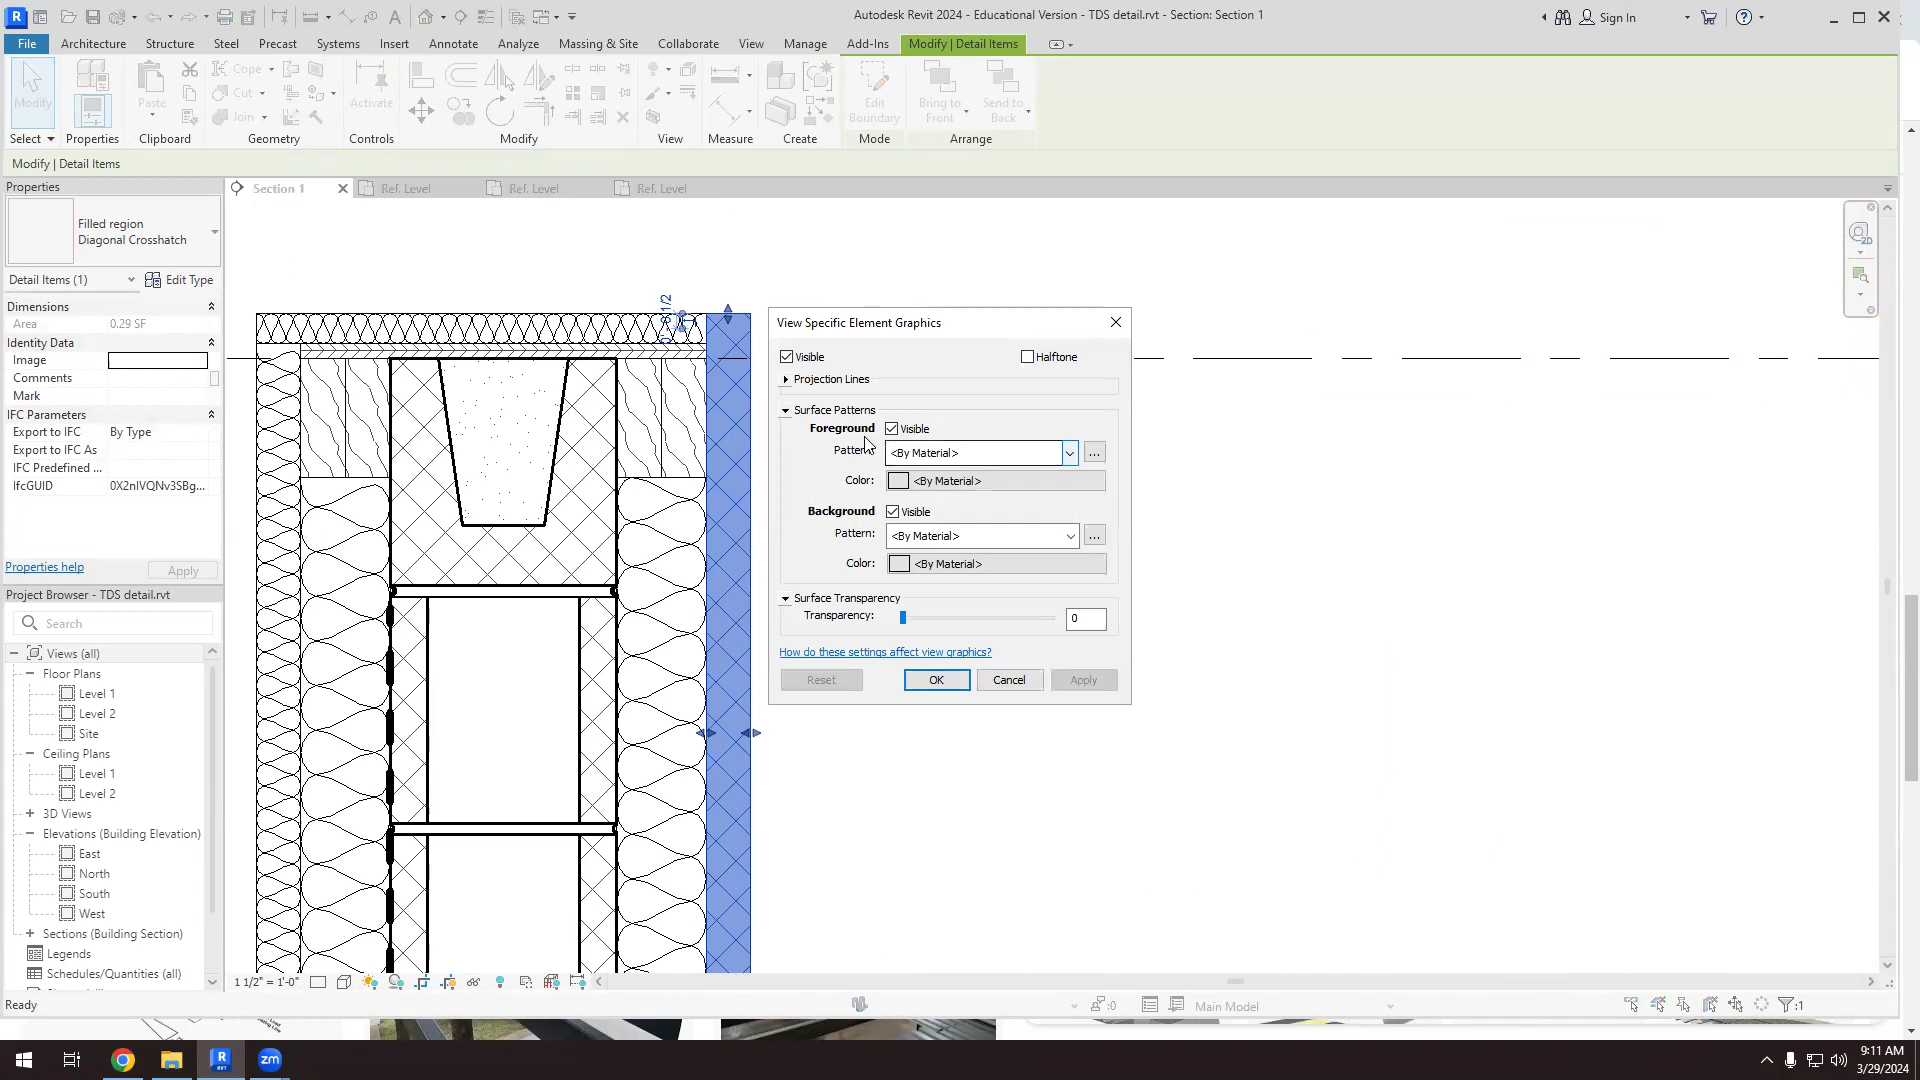 Autodesk Revit 2024 - Educational Version - TDS detail.rvt - Section: Section 1
Sign In
File Architecture Structure Steel Precast Systems Insert Annotate Analyze Massing & Site Collaborate View Manage Add-Ins Modify | Detail Items
Modify
Paste
Cope
Cut
Join
Activate
Edit
Boundary
Bring to
Front
Send to
Back
Select Properties Clipboard Geometry Controls Modify View Measure Create Mode Arrange
Modify | Detail Items
Properties
Section 1
Ref. Level
Ref. Level
Ref. Level
Filled region
Diagonal Crosshatch
Detail Items (1)
Edit Type
Dimensions
Area 0.29 SF
Identity Data
Image
Comments
Mark
IFC Parameters
Export to IFC By Type
Export to IFC As
IFC Predefined ...
IfcGUID 0X2nlVQNv3SBg...
Properties help
Apply
Project Browser - TDS detail.rvt
Search
Views (all)
Floor Plans
Level 1
Level 2
Site
Ceiling Plans
Level 1
Level 2
3D Views
Elevations (Building Elevation)
East
North
South
West
Sections (Building Section)
Legends
Schedules/Quantities (all)
View Specific Element Graphics
Visible
Halftone
Projection Lines
Surface Patterns
Foreground Visible
Pattern: <By Material> ...
Color: <By Material>
Background Visible
Pattern: <By Material> ...
Color: <By Material>
Surface Transparency
Transparency: 0
How do these settings affect view graphics?
Reset OK Cancel Apply
1 1/2" = 1'-0"
Ready
:0
Main Model
:1
zm
9:11 AM
3/29/2024